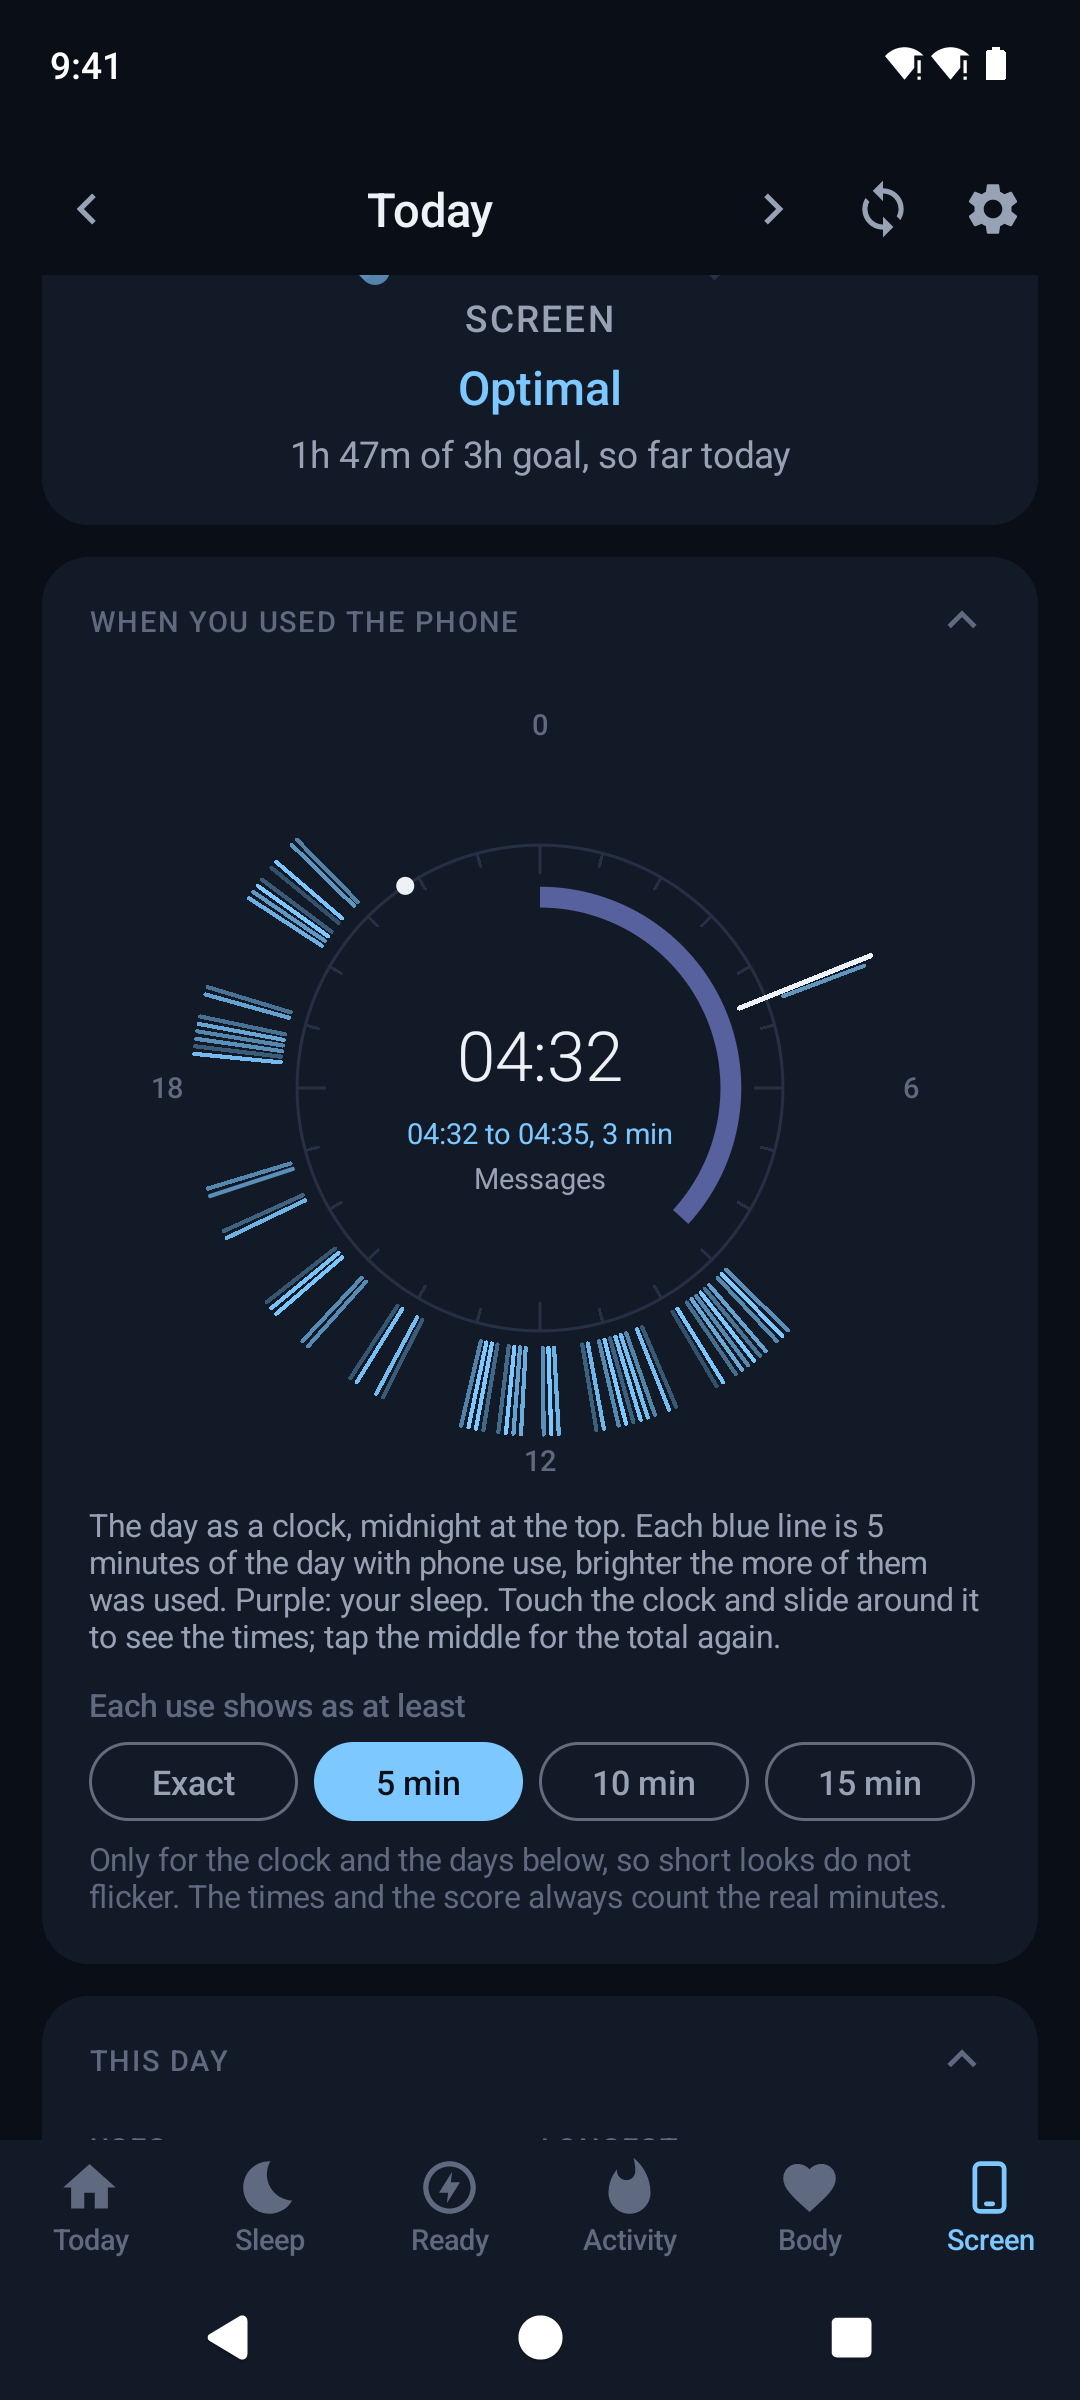 9:41
Today
SCREEN
Optimal
1h 47m of 3h goal, so far today
WHEN YOU USED THE PHONE
0
18
6
04:32
04:32 to 04:35, 3 min
Messages
12
The day as a clock, midnight at the top. Each blue line is 5
minutes of the day with phone use, brighter the more of them
was used. Purple: your sleep. Touch the clock and slide around it
to see the times; tap the middle for the total again.
Each use shows as at least
Exact
5 min
10 min
15 min
Only for the clock and the days below, so short looks do not
flicker. The times and the score always count the real minutes.
THIS DAY
Today
Sleep
Ready
Activity
Body
Screen